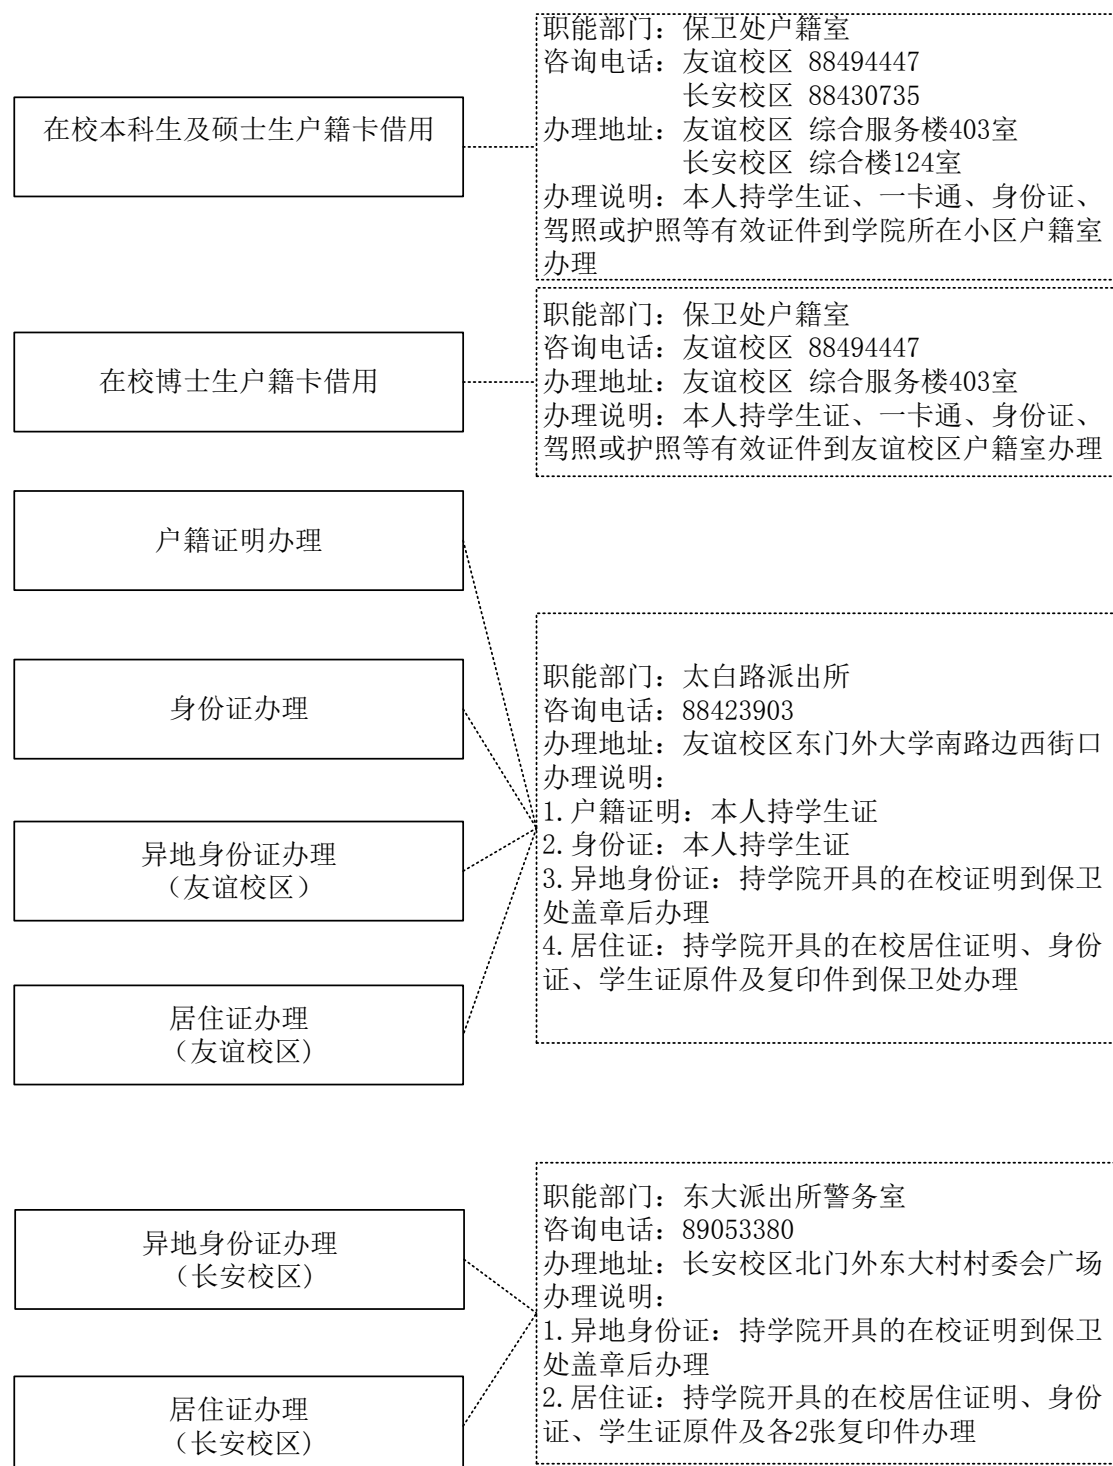 在校本科生及硕士生户籍卡借用
职能部门：保卫处户籍室
咨询电话：友谊校区 88494447
长安校区 88430735
办理地址：友谊校区 综合服务楼403室
长安校区 综合楼124室
办理说明：本人持学生证、一卡通、身份证、
驾照或护照等有效证件到学院所在小区户籍室
办理
在校博士生户籍卡借用
职能部门：保卫处户籍室
咨询电话：友谊校区 88494447
办理地址：友谊校区 综合服务楼403室
办理说明：本人持学生证、一卡通、身份证、
驾照或护照等有效证件到友谊校区户籍室办理
户籍证明办理
身份证办理
异地身份证办理
（友谊校区）
居住证办理
（友谊校区)
职能部门：太白路派出所
咨询电话：88423903
办理地址：友谊校区东门外大学南路边西街口
办理说明：
1.户籍证明：本人持学生证
2.身份证：本人持学生证
3.异地身份证：持学院开具的在校证明到保卫
处盖章后办理
4.居住证：持学院开具的在校居住证明、身份
证、学生证原件及复印件到保卫处办理
异地身份证办理
（长安校区)
居住证办理
（长安校区)
职能部门：东大派出所警务室
咨询电话：89053380
办理地址：长安校区北门外东大村村委会广场
办理说明：
1.异地身份证：持学院开具的在校证明到保卫
处盖章后办理
2.居住证：持学院开具的在校居住证明、身份
证、学生证原件及各2张复印件办理